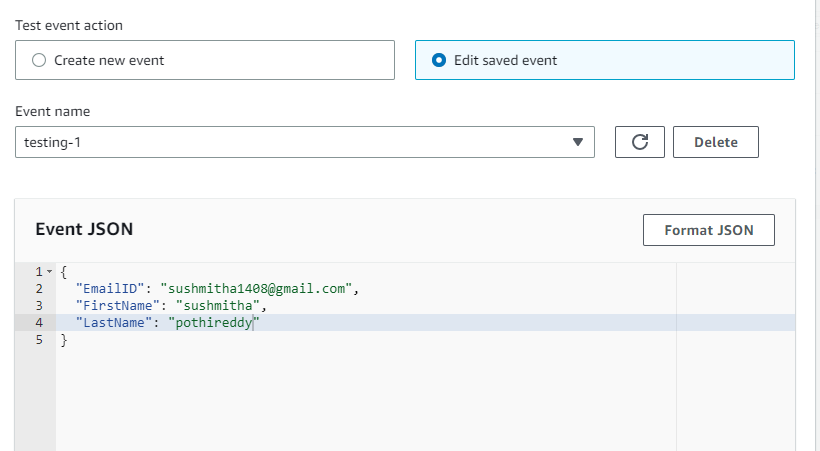 Test event action
Create new event
Edit saved event
Event name
testing-1
Delete
Event JSON
Format JSON
1 {
2 "EmailID": "sushmitha1408@gmail.com",
3 "FirstName": "sushmitha",
4 "LastName": "pothireddy"
5 }